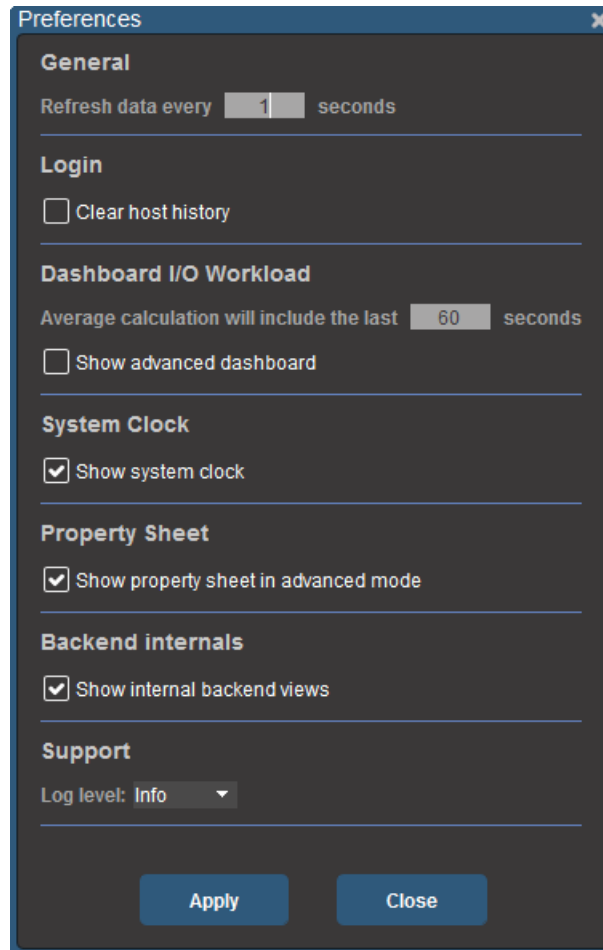 Preferences
General
Refresh data every 1 seconds
Login
Clear host history
Dashboard I/O Workload
Average calculation will include the last 60 seconds
Show advanced dashboard
System Clock
Show system clock
Property Sheet
Show property sheet in advanced mode
Backend internals
Show internal backend views
Support
Log level: Info
Apply Close